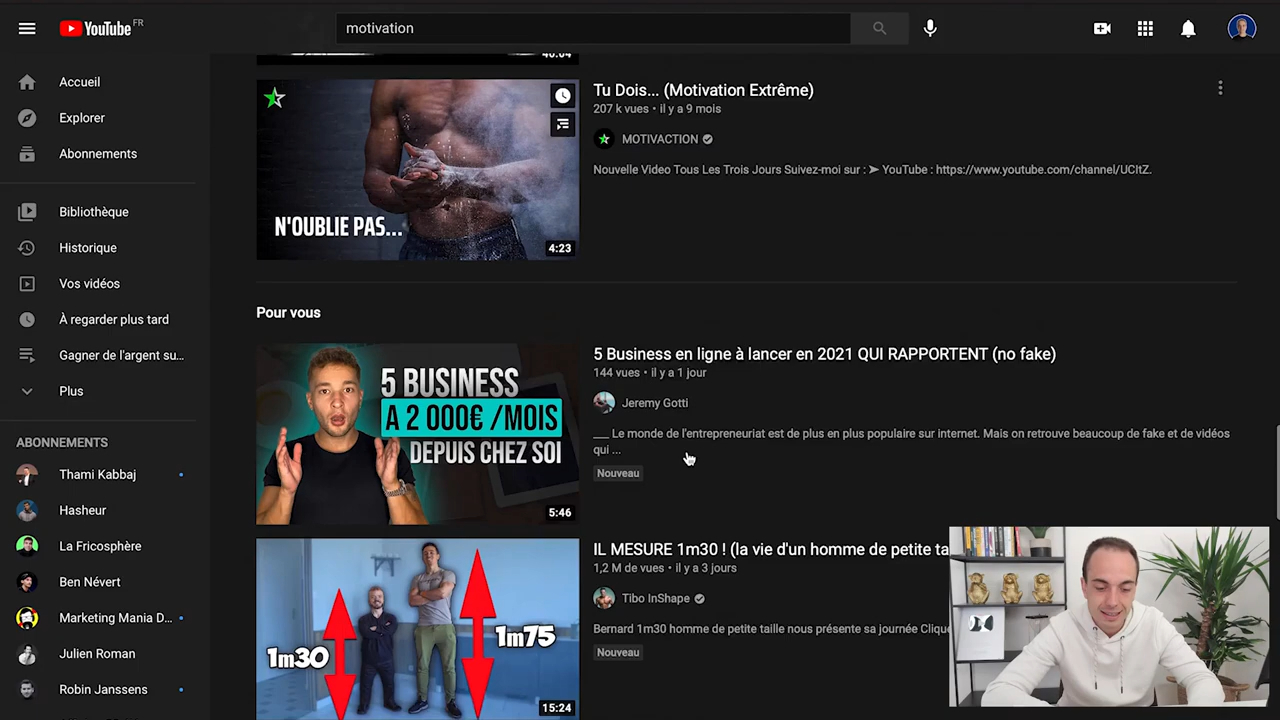 YouTube FR
motivation
Accueil
Explorer
Abonnements
Bibliothèque
Historique
Vos vidéos
À regarder plus tard
Gagner de l'argent su...
Plus
ABONNEMENTS
Thami Kabbaj
Hasheur
La Fricosphère
Ben Névert
Marketing Mania D...
Julien Roman
Robin Janssens
N'OUBLIE PAS...
4:23
Tu Dois... (Motivation Extrême)
207 k vues • il y a 9 mois
MOTIVACTION
Nouvelle Video Tous Les Trois Jours Suivez-moi sur : ➤ YouTube : https://www.youtube.com/channel/UCItZ.
Pour vous
5 BUSINESS
A 2 000€ /MOIS
DEPUIS CHEZ SOI
5:46
5 Business en ligne à lancer en 2021 QUI RAPPORTENT (no fake)
144 vues • il y a 1 jour
Jeremy Gotti
___ Le monde de l'entrepreneuriat est de plus en plus populaire sur internet. Mais on retrouve beaucoup de fake et de vidéos
qui ...
Nouveau
1m30
1m75
15:24
IL MESURE 1m30 ! (la vie d'un homme de petite ta
1,2 M de vues • il y a 3 jours
Tibo InShape
Bernard 1m30 homme de petite taille nous présente sa journée Clique
Nouveau